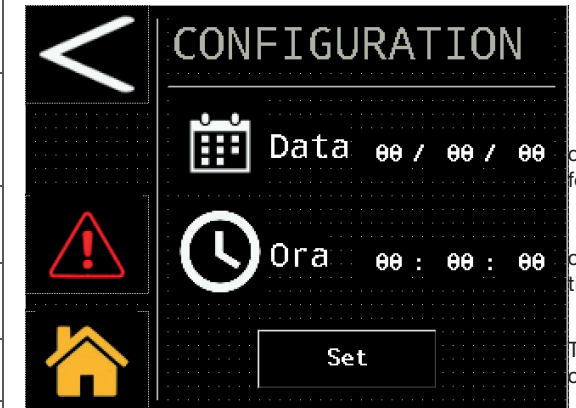 CONFIGURATION
Data 00 / 00 / 00
Ora 00 : 00 : 00
Set